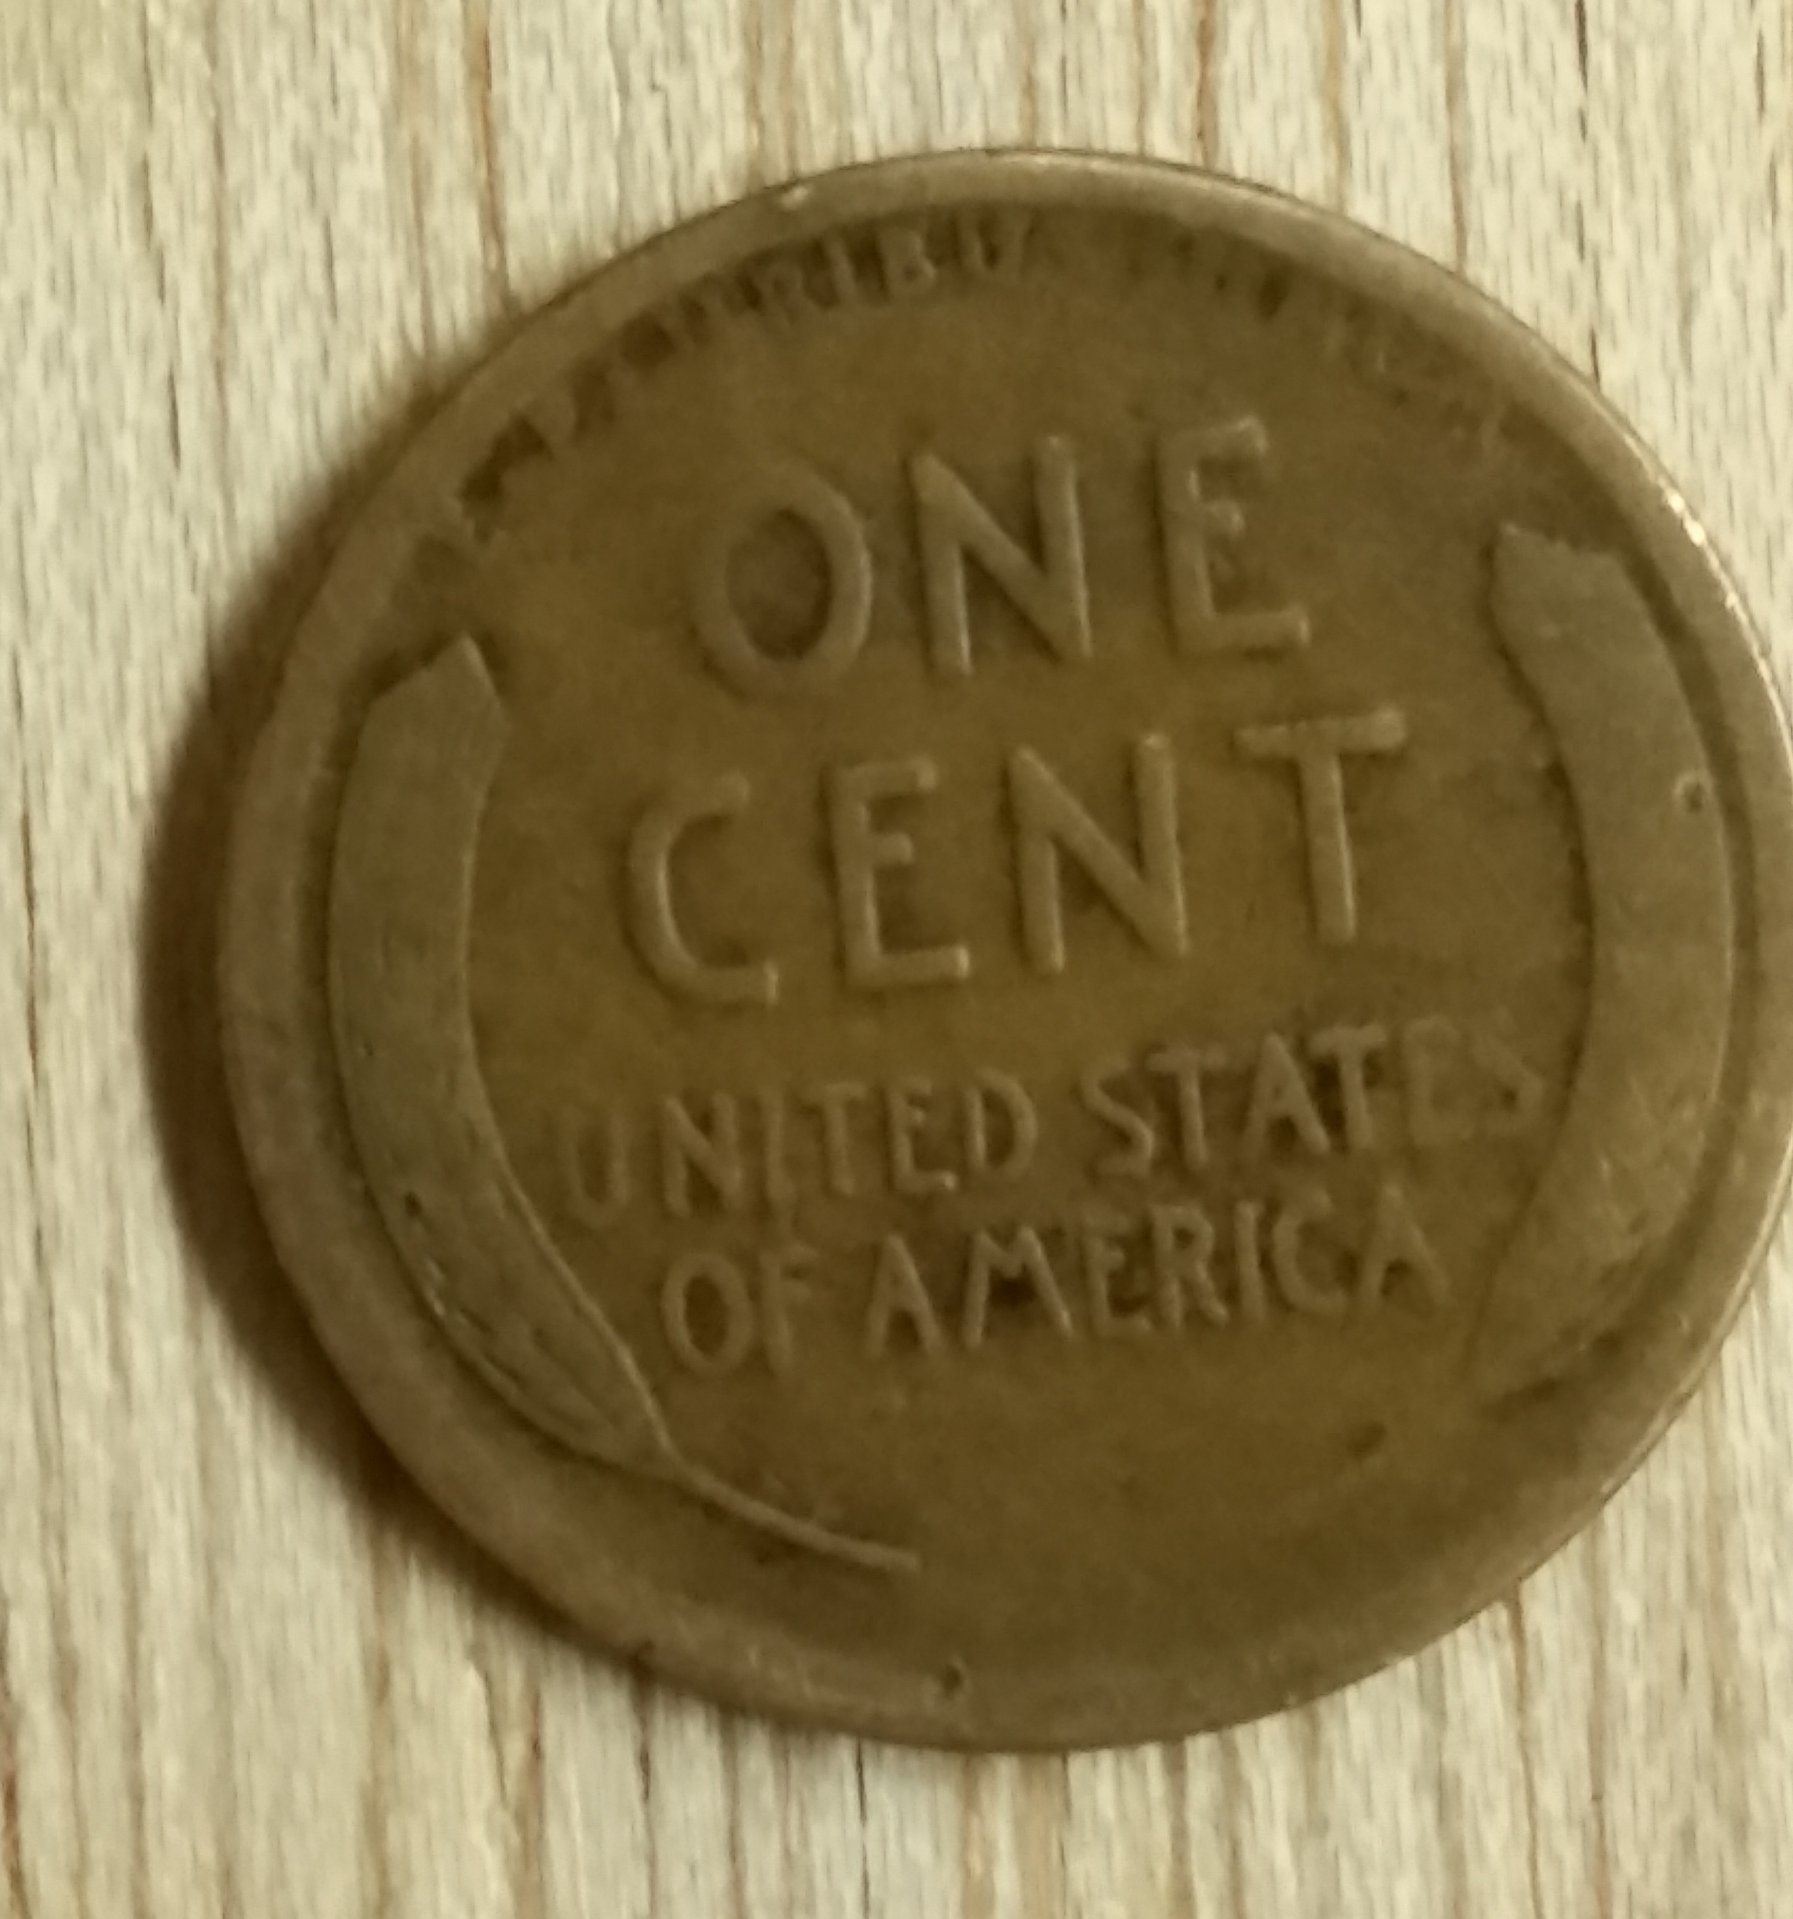 ONE
CENT
UNITED STATES
OF AMERICA